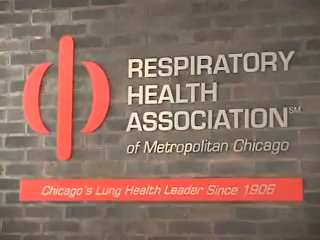 RESPIRATORY
HEALTH
ASSOCIATION℠
of Metropolitan Chicago
Chicago's Lung Health Leader Since 1906